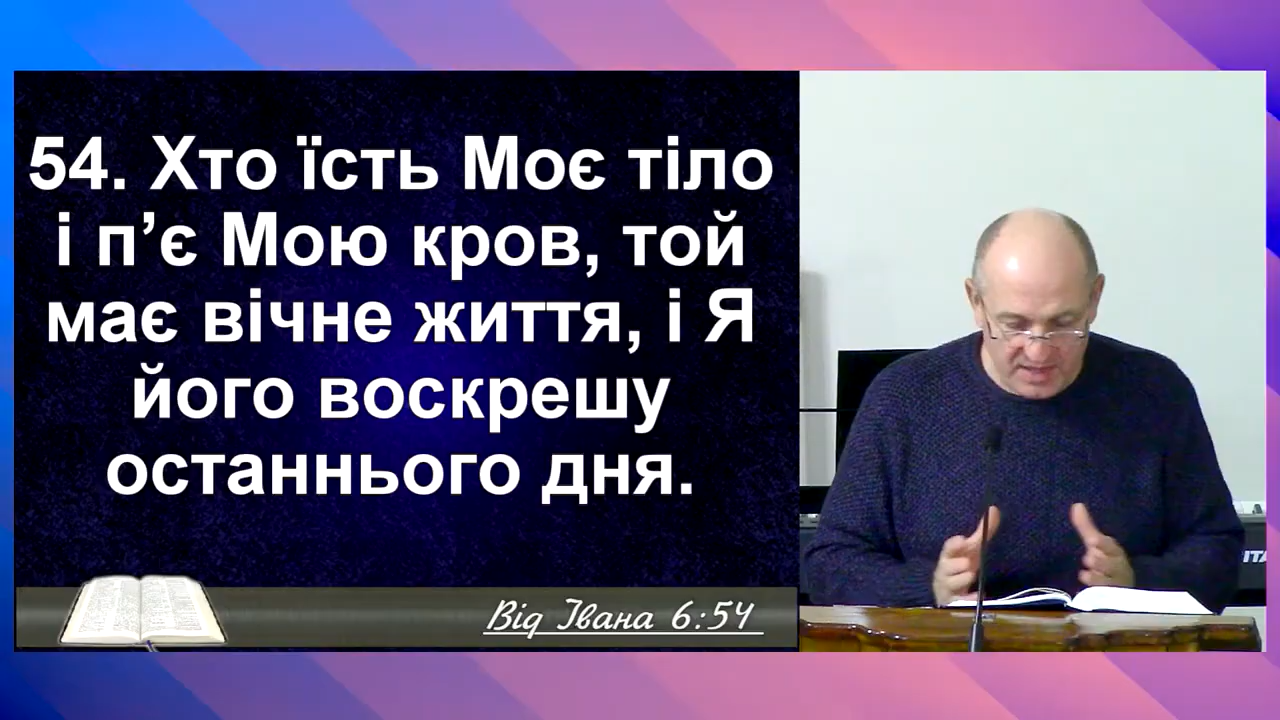 54. Хто їсть Моє тіло
і п’є Мою кров, той
має вічне життя, і Я
його воскрешу
останнього дня.
Від Івана 6:54